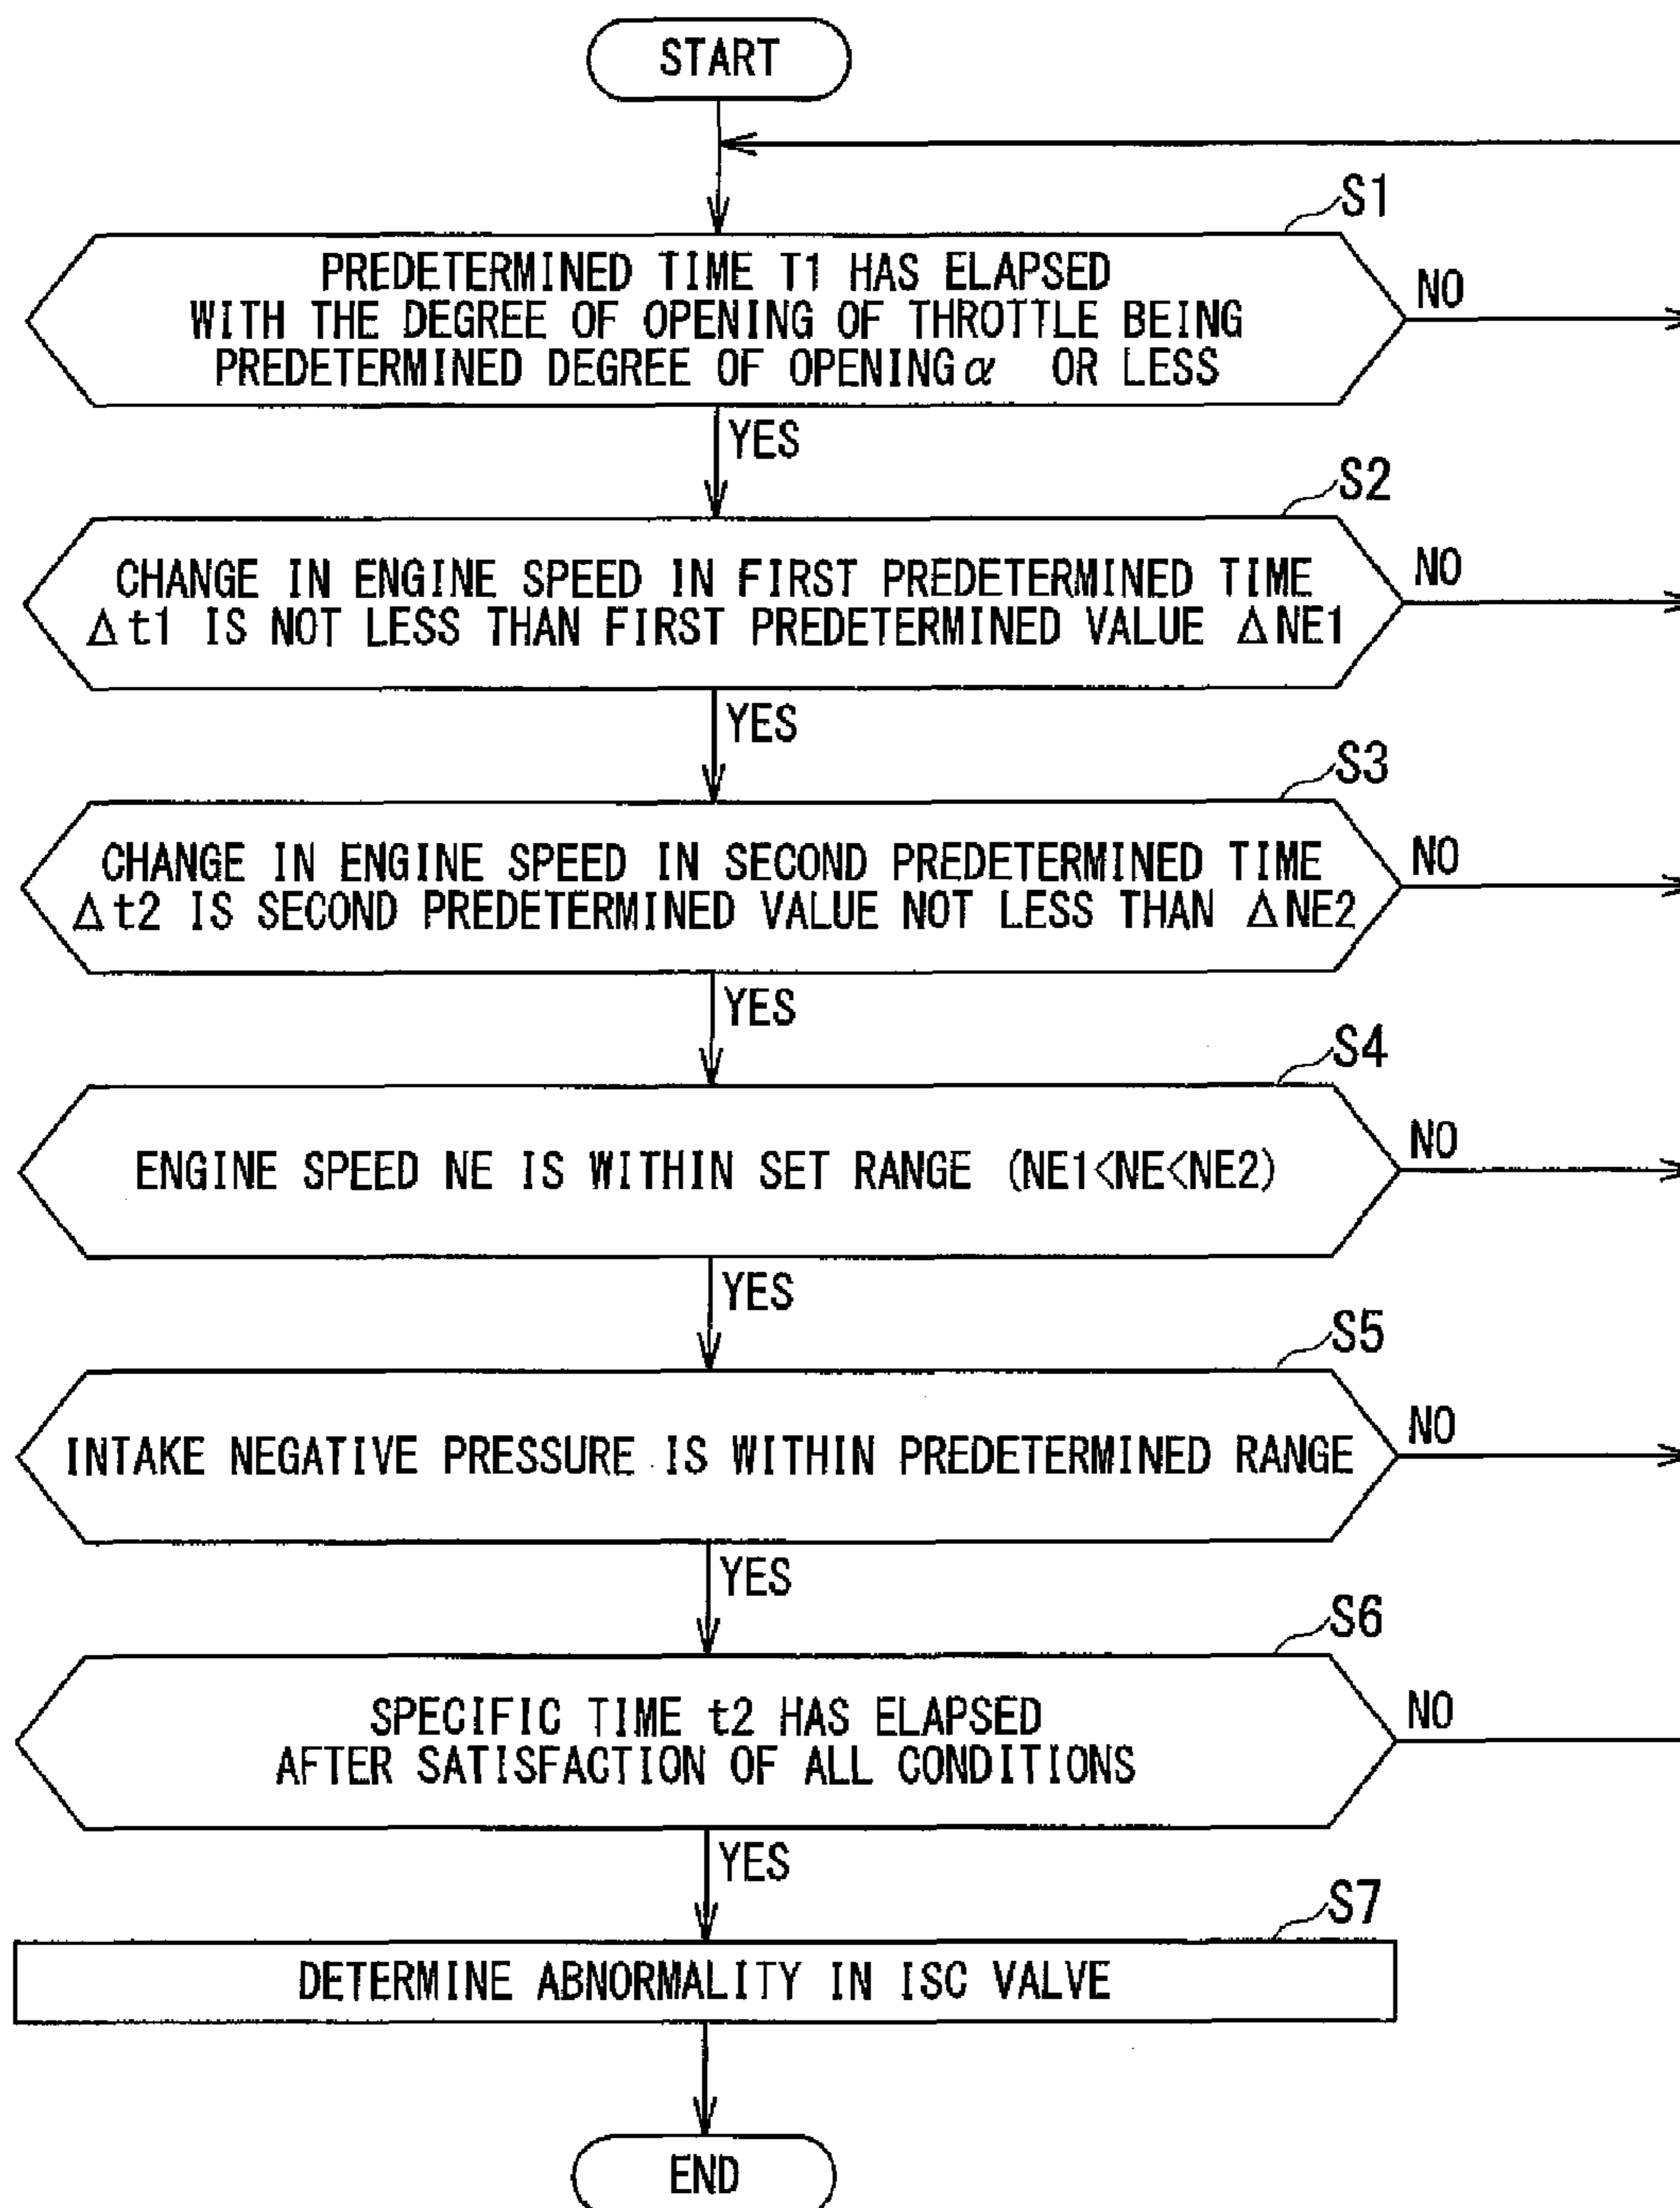 START
S1
PREDETERMINED TIME T1 HAS ELAPSED
WITH THE DEGREE OF OPENING OF THROTTLE BEING
PREDETERMINED DEGREE OF OPENING α OR LESS
NO
YES
S2
CHANGE IN ENGINE SPEED IN FIRST PREDETERMINED TIME
Δt1 IS NOT LESS THAN FIRST PREDETERMINED VALUE ΔNE1
NO
YES
S3
CHANGE IN ENGINE SPEED IN SECOND PREDETERMINED TIME
Δt2 IS SECOND PREDETERMINED VALUE NOT LESS THAN ΔNE2
NO
YES
S4
ENGINE SPEED NE IS WITHIN SET RANGE (NE1<NE<NE2)
NO
YES
S5
INTAKE NEGATIVE PRESSURE IS WITHIN PREDETERMINED RANGE
NO
YES
S6
SPECIFIC TIME t2 HAS ELAPSED
AFTER SATISFACTION OF ALL CONDITIONS
NO
YES
S7
DETERMINE ABNORMALITY IN ISC VALVE
END